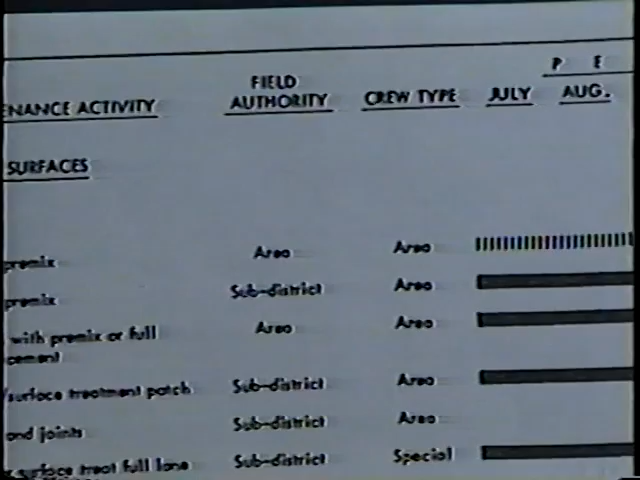 P E
FIELD
ENANCE ACTIVITY AUTHORITY CREW TYPE JULY AUG.
SURFACES
premix Area Area
premix Sub-district Area
with premix or full Area Area
cement
/surface treatment patch Sub-district Area
and joints Sub-district Area
surface treat full lane Sub-district Special